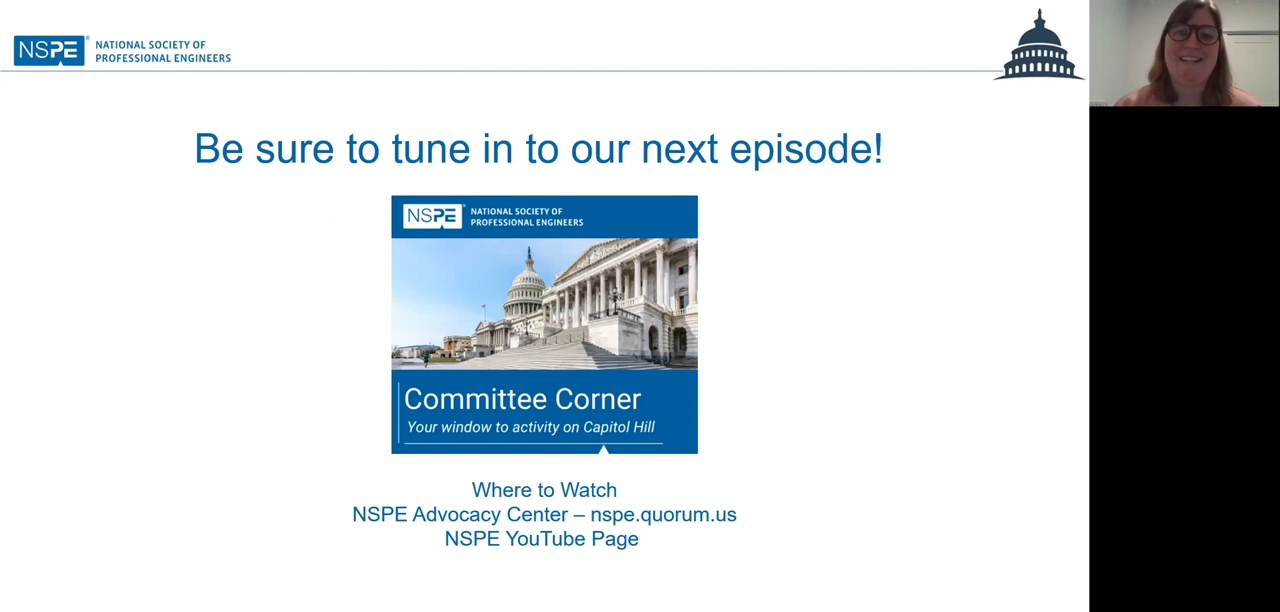 NSPE® NATIONAL SOCIETY OF
PROFESSIONAL ENGINEERS
Be sure to tune in to our next episode!
NSPE® NATIONAL SOCIETY OF
PROFESSIONAL ENGINEERS
Committee Corner
Your window to activity on Capitol Hill
Where to Watch
NSPE Advocacy Center – nspe.quorum.us
NSPE YouTube Page